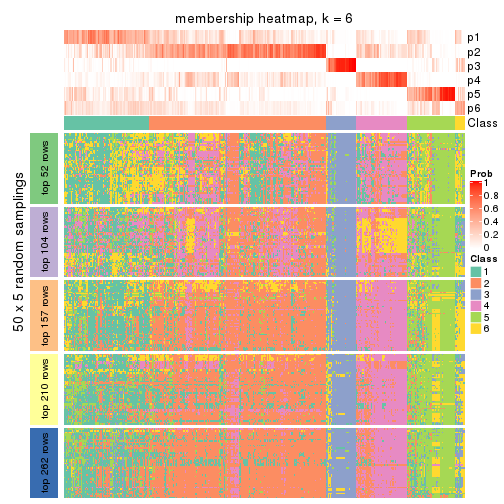 membership heatmap, k = 6
p1
p2
p3
p4
p5
p6
Class
50 x 5 random samplings
top 52 rows
top 104 rows
top 157 rows
top 210 rows
top 262 rows
Prob
1
0.8
0.6
0.4
0.2
0
Class
1
2
3
4
5
6